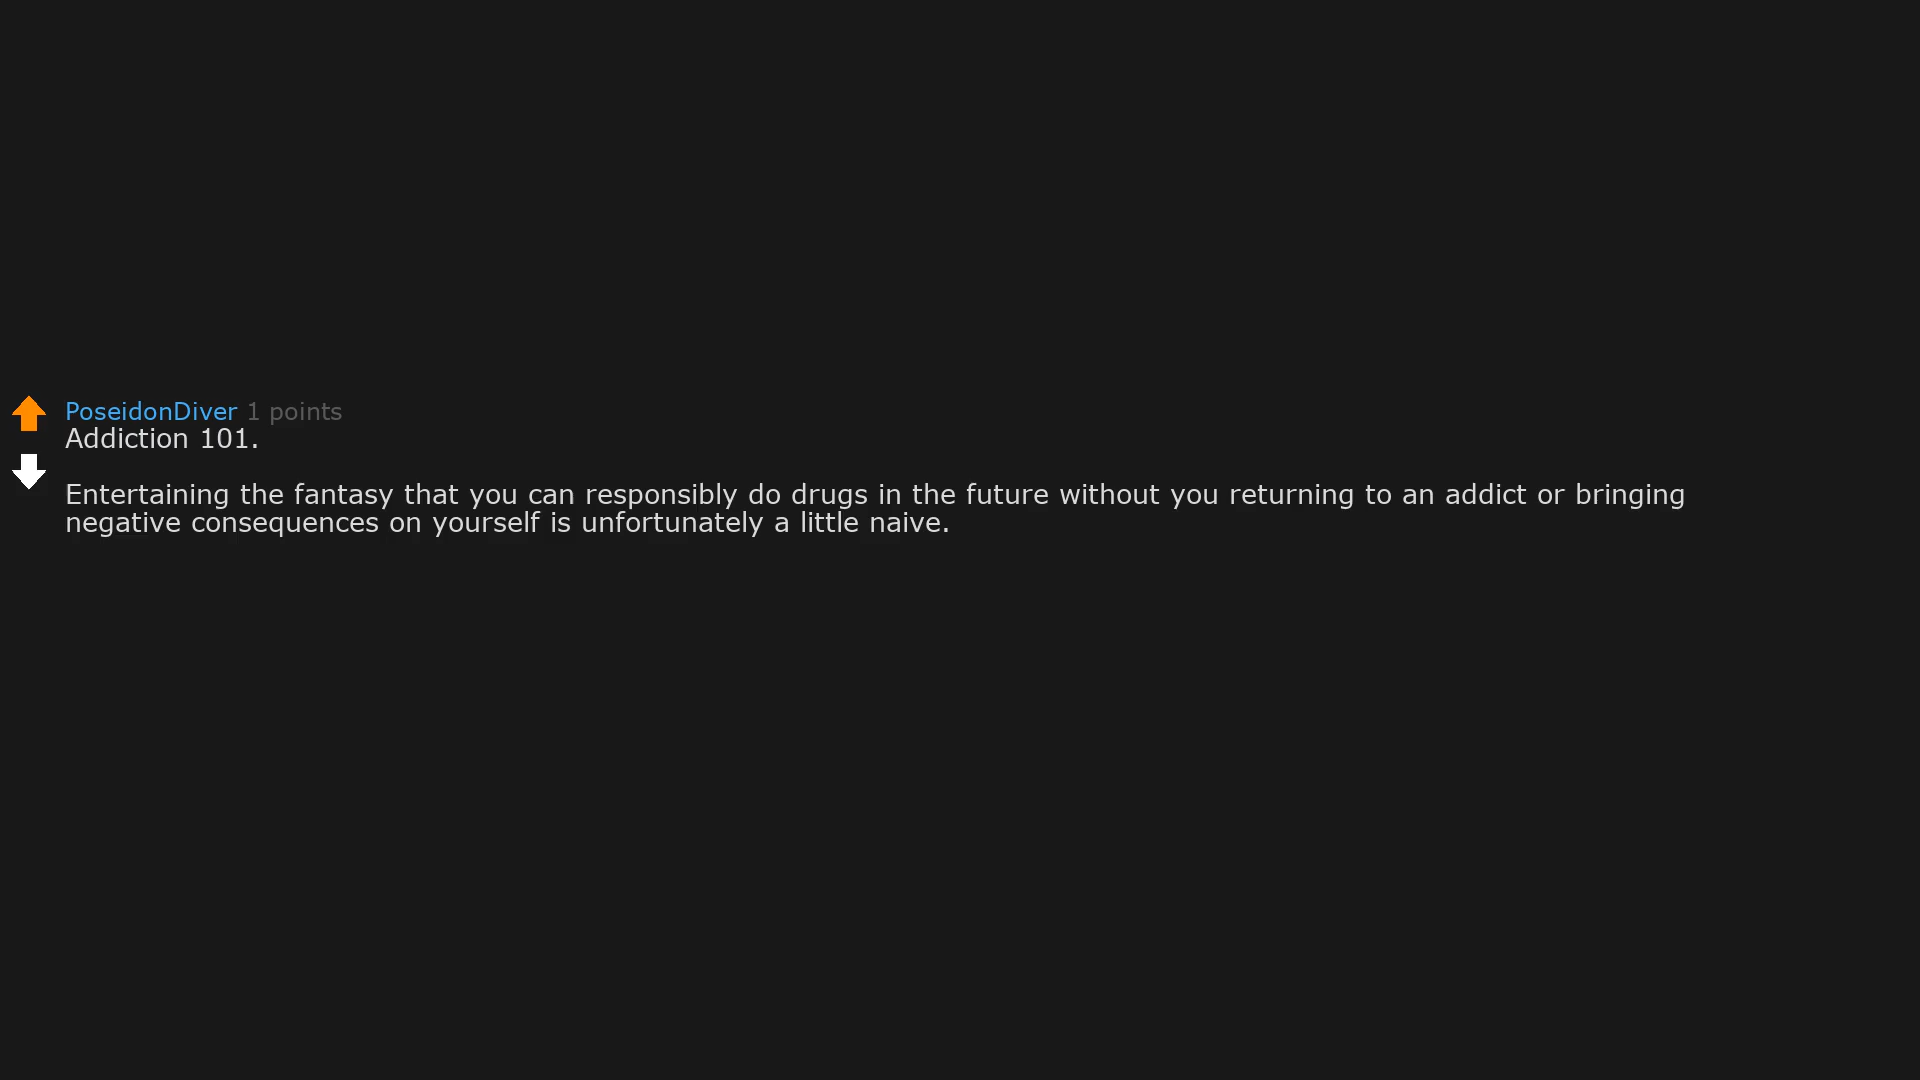 PoseidonDiver 1 points
Addiction 101.
Entertaining the fantasy that you can responsibly do drugs in the future without you returning to an addict or bringing
negative consequences on yourself is unfortunately a little naive.